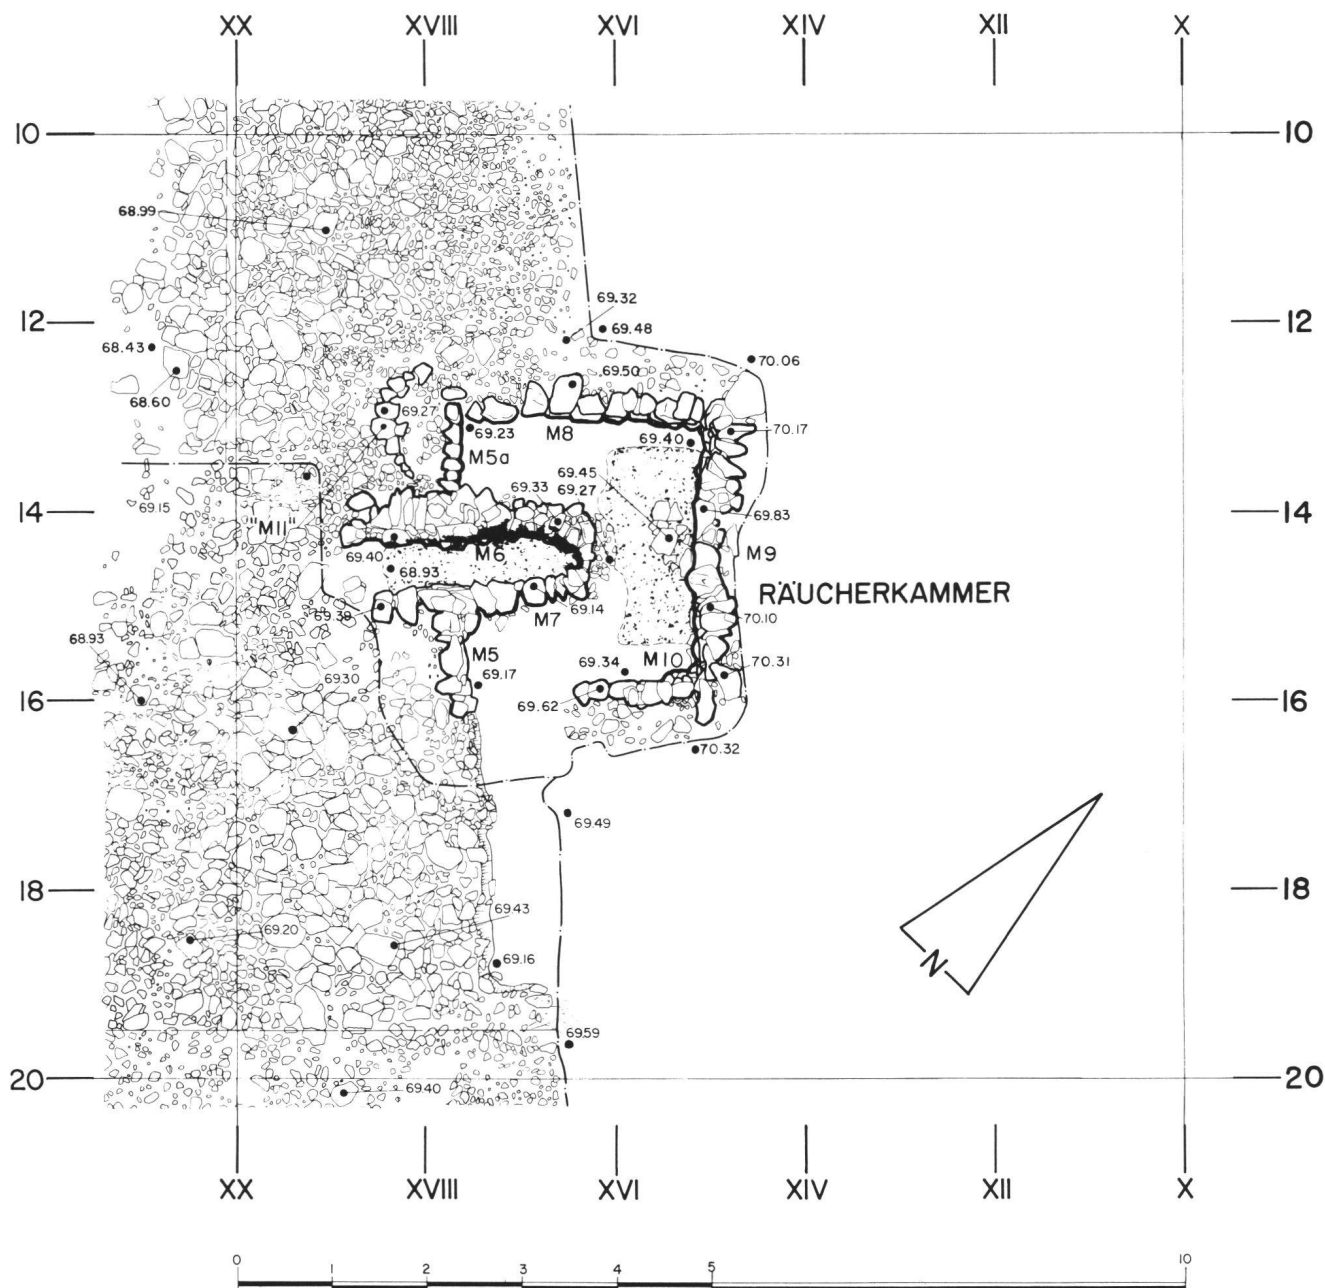 XX XVIII XVI XIV XII X
10 10
68.99
69.32
12 69.48 12
68.43 70.06
69.50
68.60
69.27
69.23 M8 69.40 70.17
M5a
69.45
69.33
69.27
69.15 14 14
"M11" 69.83
69.40 M6 M9
68.93 RÄUCHERKAMMER
69.14
69.39 M7 70.10
68.93 M5 69.34 M10
69.17 70.31
69.30
16 69.62 16
70.32
69.49
18 18
69.43
69.20
69.16
69.59
20 69.40 20
N
XX XVIII XVI XIV XII X
0 1 2 3 4 5 10